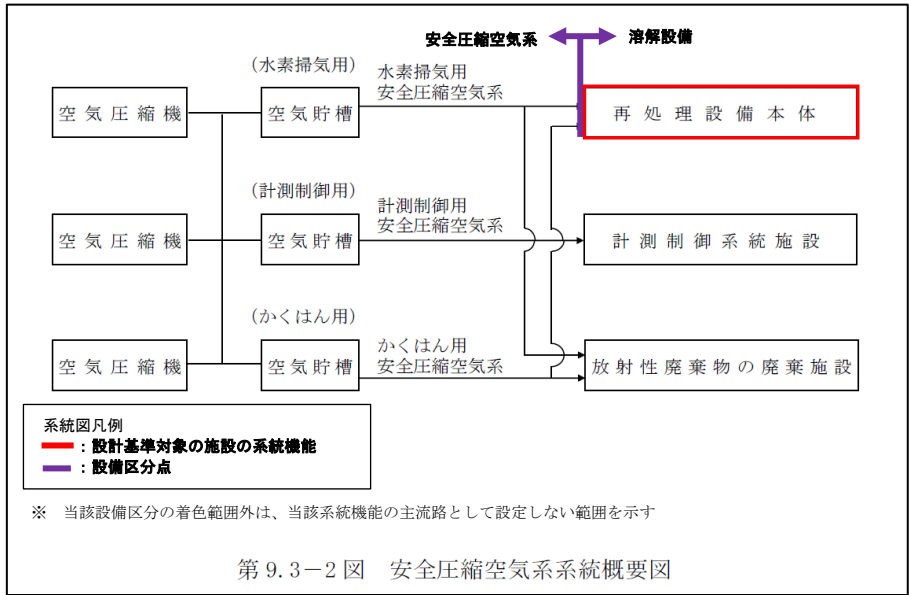 安全圧縮空気系 溶解設備
(水素掃気用) 水素掃気用
安全圧縮空気系
空気圧縮機 空気貯槽 再処理設備本体
(計測制御用) 計測制御用
安全圧縮空気系
空気圧縮機 空気貯槽 計測制御系統施設
(かくはん用) かくはん用
安全圧縮空気系
空気圧縮機 空気貯槽 放射性廃棄物の廃棄施設
系統図凡例
:設計基準対象の施設の系統機能
:設備区分点
※ 当該設備区分の着色範囲外は、当該系統機能の主流路として設定しない範囲を示す
第 9.3-2 図 安全圧縮空気系系統概要図